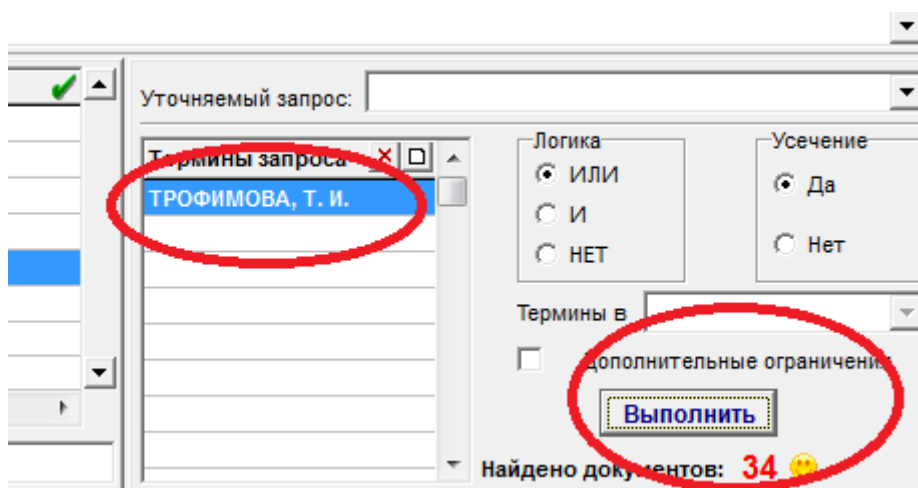 Уточняемый запрос:
Термины запроса
ТРОФИМОВА, Т. И.
Логика
ИЛИ
И
НЕТ
Усечение
Да
Нет
Термины в
Дополнительные ограничения
Выполнить
Найдено документов: 34